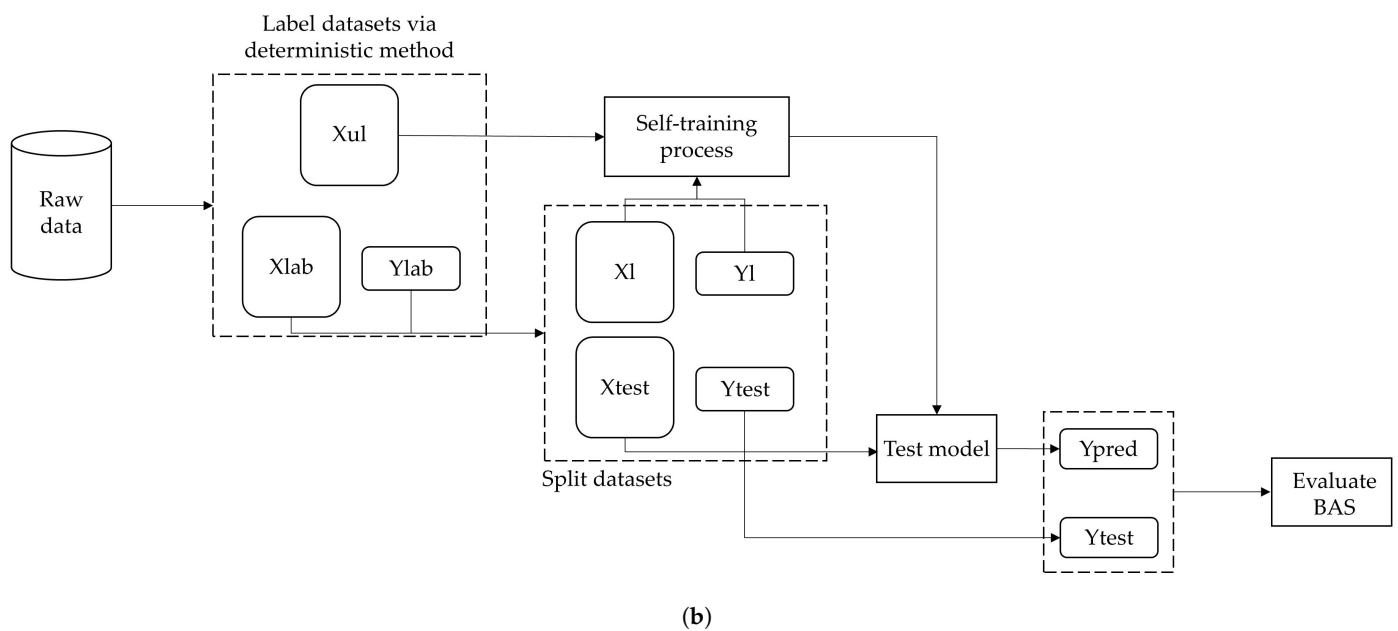 Label datasets via
deterministic method
Raw
data
Xul
Xlab
Ylab
Self-training
process
Xl
Yl
Xtest
Ytest
Split datasets
Test model
Ypred
Ytest
Evaluate
BAS
(b)